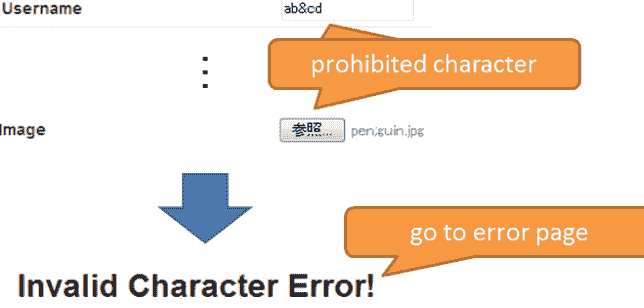 Username
ab&cd
prohibited character
Image
参照...
pen;guin.jpg
go to error page
Invalid Character Error!